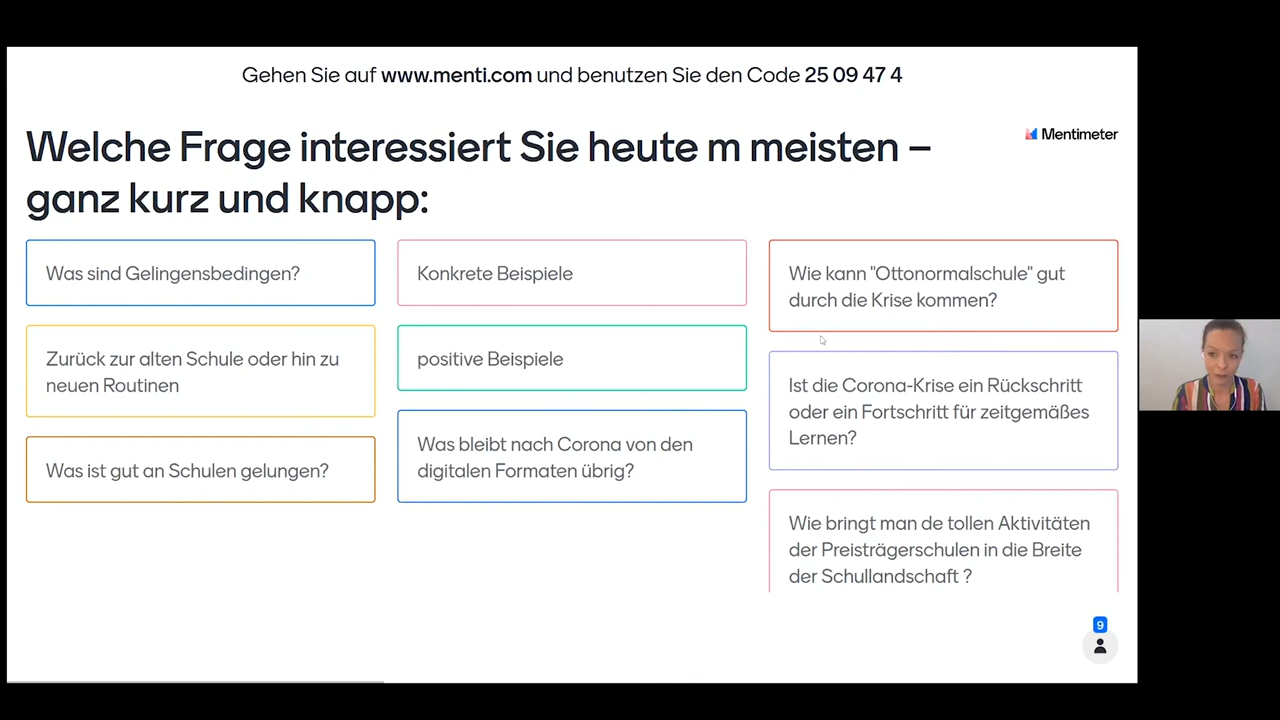 Gehen Sie auf www.menti.com und benutzen Sie den Code 25 09 47 4
Welche Frage interessiert Sie heute m meisten –
ganz kurz und knapp:
Mentimeter
Was sind Gelingensbedingen?
Zurück zur alten Schule oder hin zu
neuen Routinen
Was ist gut an Schulen gelungen?
Konkrete Beispiele
positive Beispiele
Was bleibt nach Corona von den
digitalen Formaten übrig?
Wie kann "Ottonormalschule" gut
durch die Krise kommen?
Ist die Corona-Krise ein Rückschritt
oder ein Fortschritt für zeitgemäßes
Lernen?
Wie bringt man de tollen Aktivitäten
der Preisträgerschulen in die Breite
der Schullandschaft ?
9